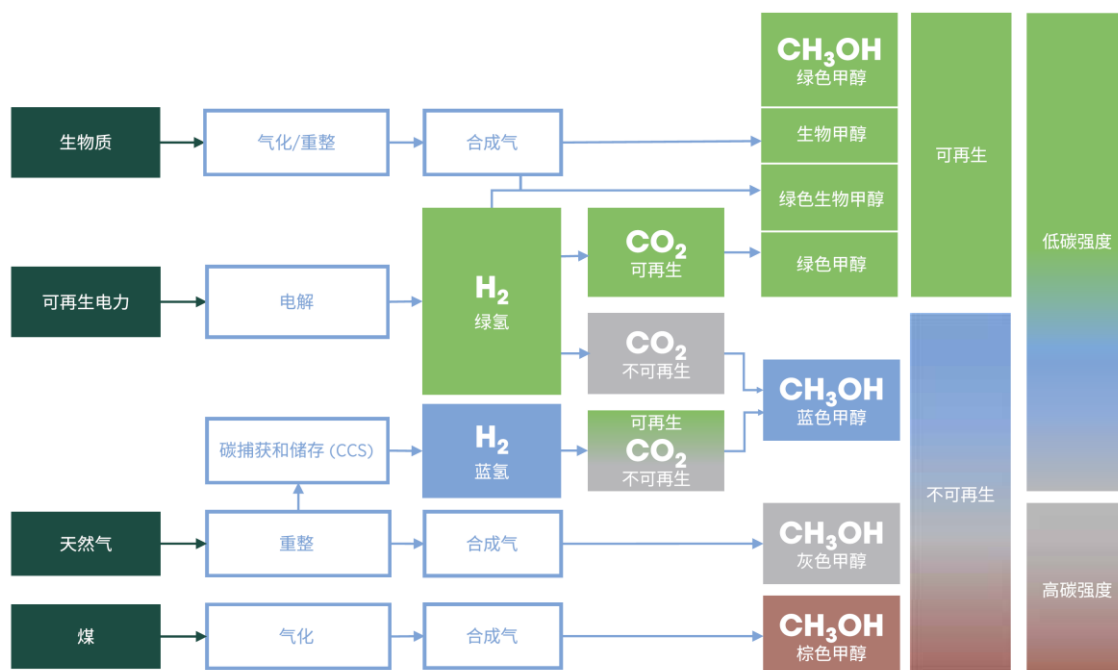 CH₃OH
绿色甲醇
生物质
气化/重整
合成气
生物甲醇
可再生
绿色生物甲醇
低碳强度
可再生电力
电解
H₂
绿氢
CO₂
可再生
绿色甲醇
CO₂
不可再生
CH₃OH
蓝色甲醇
碳捕获和储存 (CCS)
H₂
蓝氢
可再生
CO₂
不可再生
不可再生
天然气
重整
合成气
CH₃OH
灰色甲醇
高碳强度
煤
气化
合成气
CH₃OH
棕色甲醇